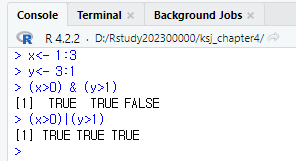 Console Terminal × Background Jobs ×
R 4.2.2 · D:/Rstudy202300000/ksj_chapter4/
> x<- 1:3
> y<- 3:1
> (x>0) & (y>1)
[1]  TRUE  TRUE FALSE
> (x>0)|(y>1)
[1] TRUE TRUE TRUE
>